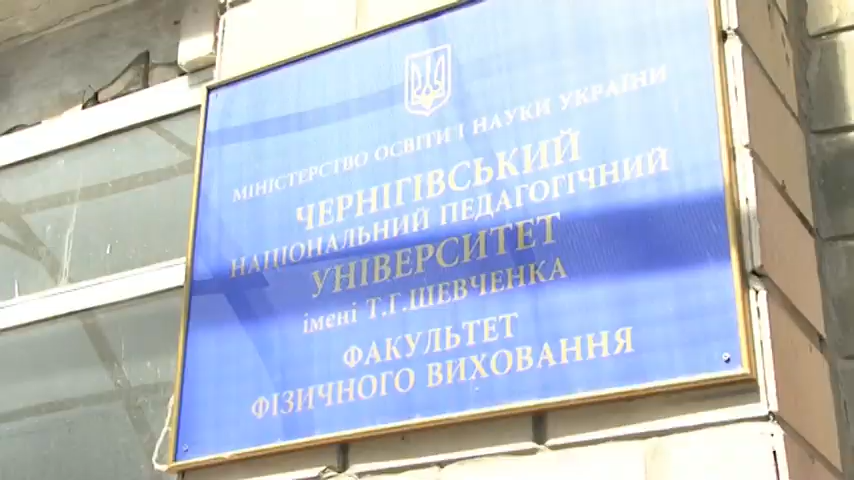 МІНІСТЕРСТВО ОСВІТИ І НАУКИ УКРАЇНИ
ЧЕРНІГІВСЬКИЙ
НАЦІОНАЛЬНИЙ ПЕДАГОГІЧНИЙ
УНІВЕРСИТЕТ
імені Т.Г.ШЕВЧЕНКА
ФАКУЛЬТЕТ
ФІЗИЧНОГО ВИХОВАННЯ